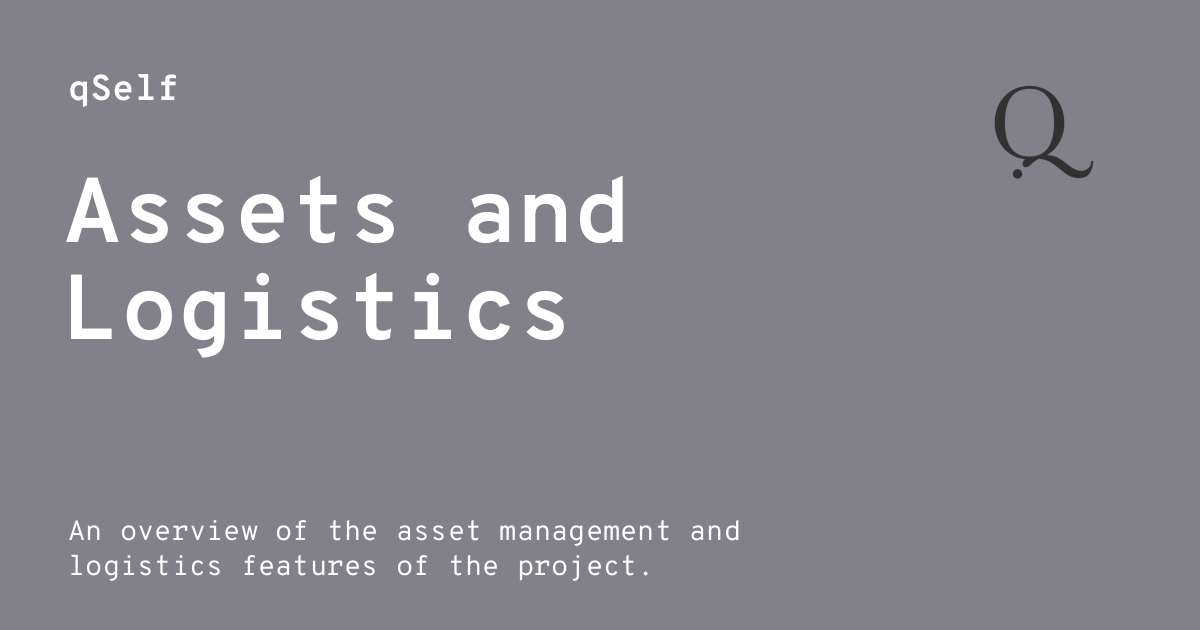 qSelf
Q
Assets and
Logistics
An overview of the asset management and
logistics features of the project.